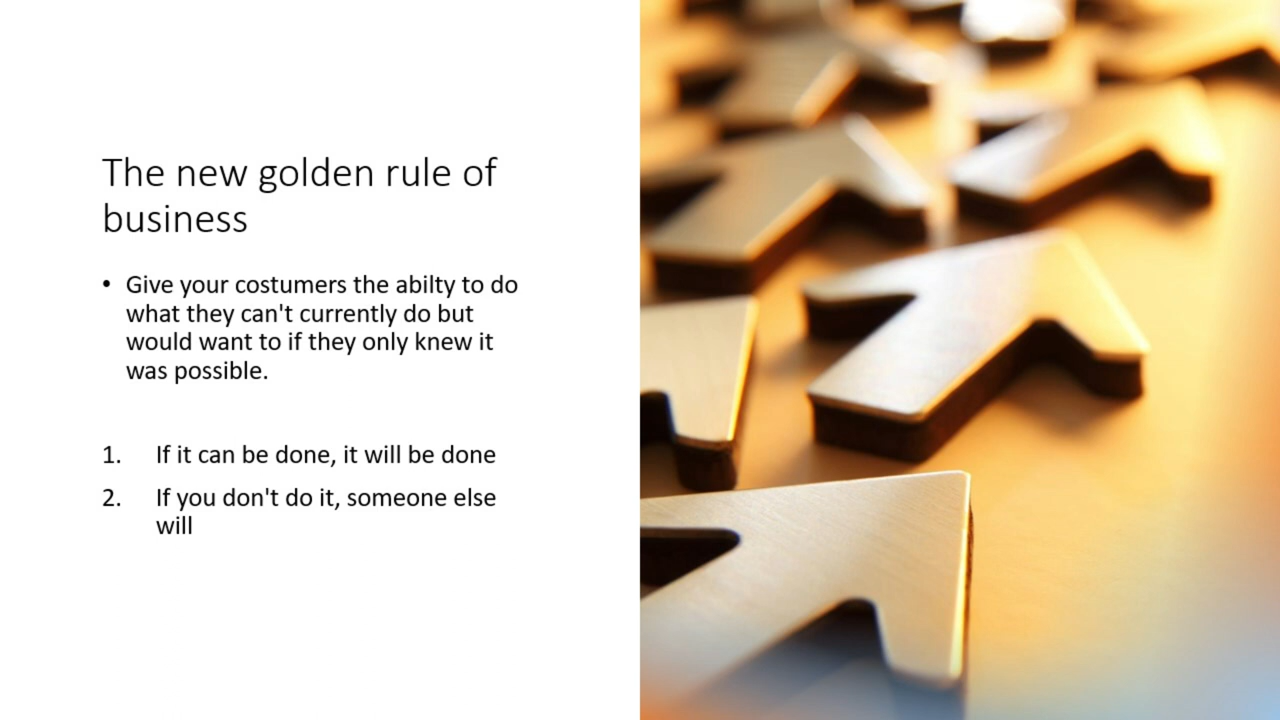 The new golden rule of
business
• Give your costumers the abilty to do
what they can't currently do but
would want to if they only knew it
was possible.
1. If it can be done, it will be done
2. If you don't do it, someone else
will